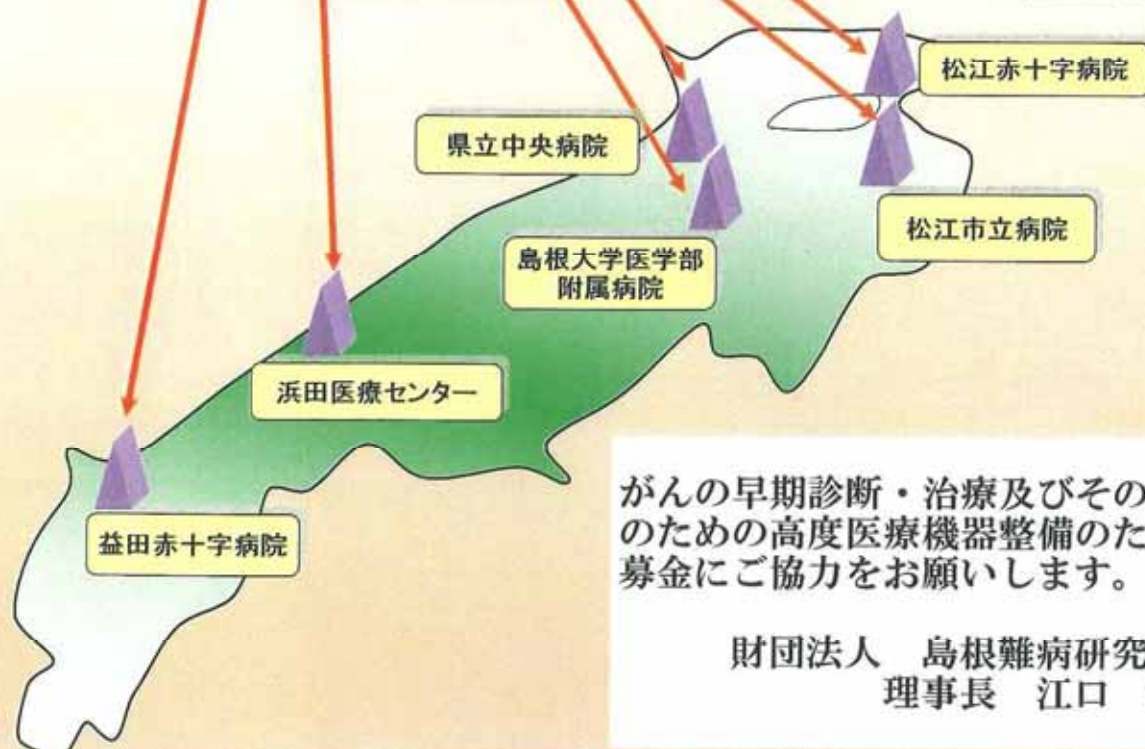 松江赤十字病院
県立中央病院
松江市立病院
島根大学医学部
附属病院
浜田医療センター
益田赤十字病院
がんの早期診断・治療及びその
のための高度医療機器整備のた
募金にご協力をお願いします。
財団法人　島根難病研究
理事長　江口